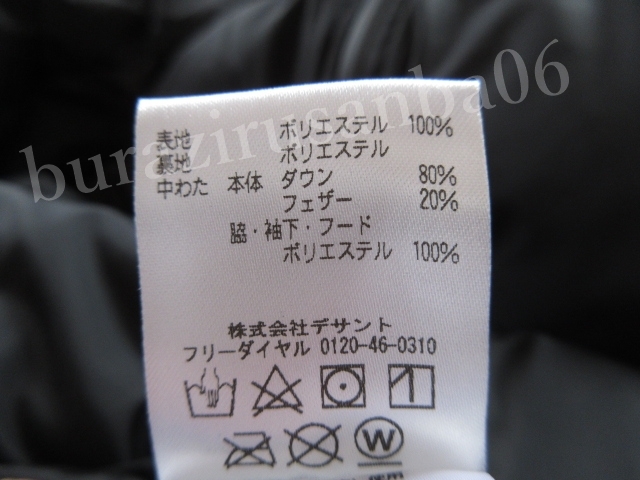 burazirusanba06
表地 ポリエステル 100%
裏地 ポリエステル
中わた 本体 ダウン 80%
フェザー 20%
脇・袖下・フード
ポリエステル 100%
株式会社デサント
フリーダイヤル 0120-46-0310
W